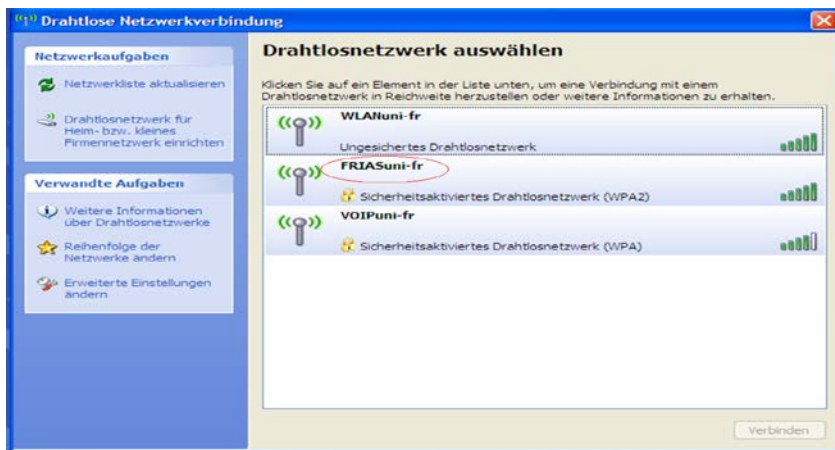 Drahtlose Netzwerkverbindung
Netzwerkaufgaben
Netzwerkliste aktualisieren
Drahtlosnetzwerk für
Heim- bzw. kleines
Firmennetzwerk einrichten
Verwandte Aufgaben
Weitere Informationen
über Drahtlosnetzwerke
Reihenfolge der
Netzwerke ändern
Erweiterte Einstellungen
ändern
Drahtlosnetzwerk auswählen
Klicken Sie auf ein Element in der Liste unten, um eine Verbindung mit einem
Drahtlosnetzwerk in Reichweite herzustellen oder weitere Informationen zu erhalten.
WLANuni-fr
Ungesichertes Drahtlosnetzwerk
FRIASuni-fr
Sicherheitsaktiviertes Drahtlosnetzwerk (WPA2)
VOIPuni-fr
Sicherheitsaktiviertes Drahtlosnetzwerk (WPA)
Verbinden